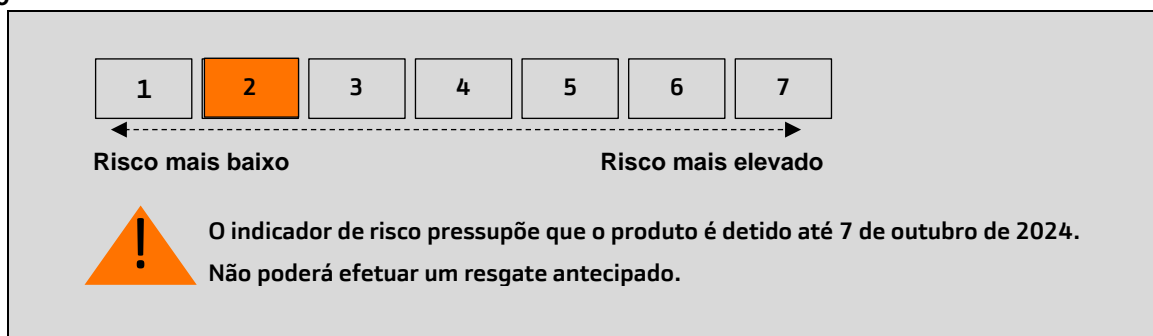 1 2 3 4 5 6 7
Risco mais baixo Risco mais elevado
! O indicador de risco pressupõe que o produto é detido até 7 de outubro de 2024.
Não poderá efetuar um resgate antecipado.